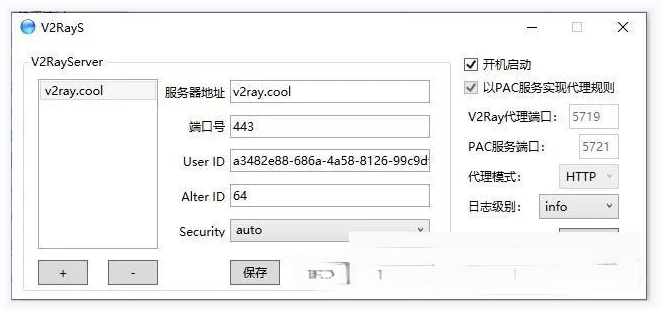 V2RayS
V2RayServer
v2ray.cool
服务器地址 v2ray.cool
端口号 443
User ID a3482e88-686a-4a58-8126-99c9d
Alter ID 64
Security auto
+ -
保存
开机启动
以PAC服务实现代理规则
V2Ray代理端口： 5719
PAC服务端口： 5721
代理模式： HTTP
日志级别： info